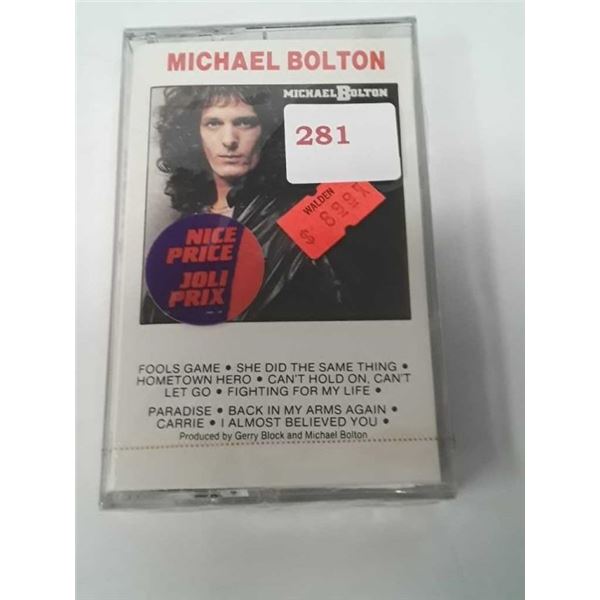 MICHAEL BOLTON
MICHAEL BOLTON
281
WALDEN
NICE
PRICE
JOLI
PRIX
FOOLS GAME • SHE DID THE SAME THING •
HOMETOWN HERO • CAN'T HOLD ON, CAN'T
LET GO • FIGHTING FOR MY LIFE •
PARADISE • BACK IN MY ARMS AGAIN •
CARRIE • I ALMOST BELIEVED YOU •
Produced by Gerry Block and Michael Bolton